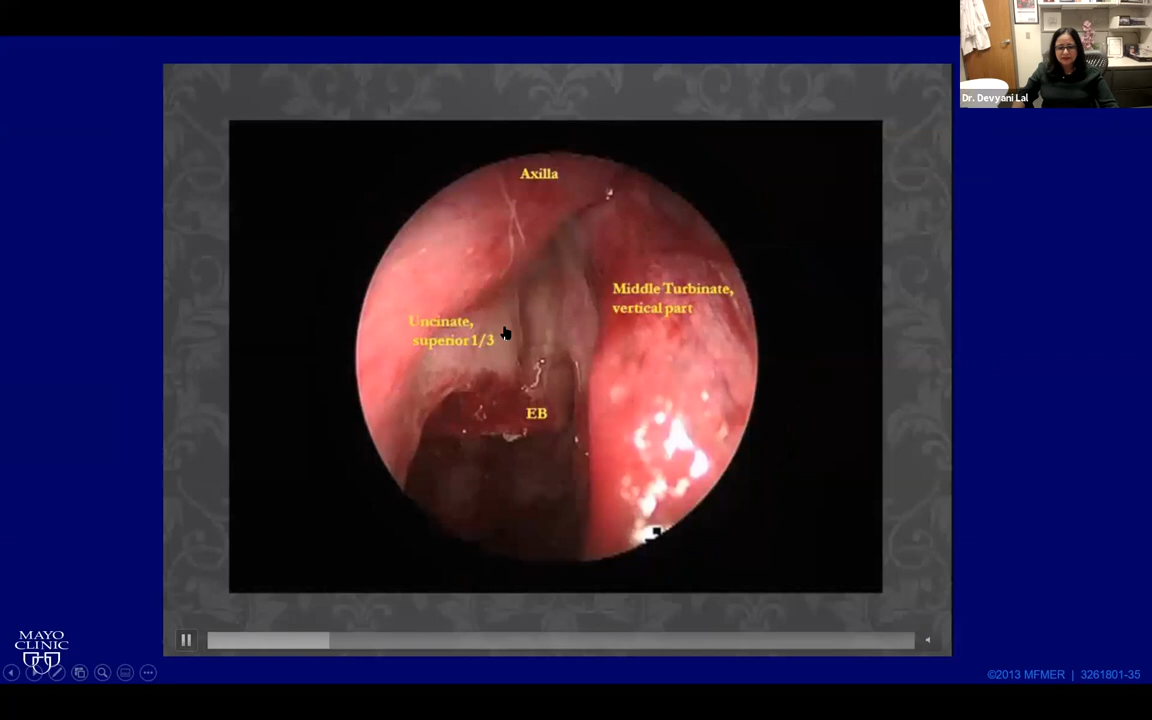 Dr. Devyani Lal
Axilla
Middle Turbinate,
vertical part
Uncinate,
superior 1/3
EB
MAYO
CLINIC
©2013 MFMER | 3261801-35